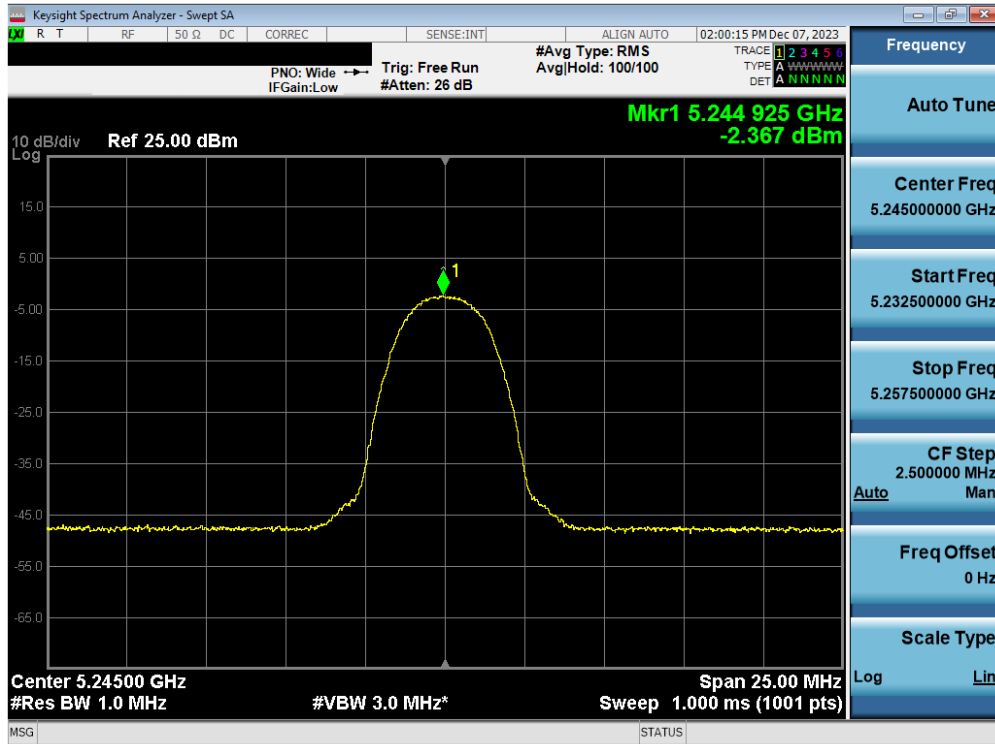 Keysight Spectrum Analyzer - Swept SA
LXI R T RF 50 Ω DC CORREC SENSE:INT ALIGN AUTO 02:00:15 PM Dec 07, 2023
PNO: Wide
IFGain:Low
Trig: Free Run
#Atten: 26 dB
#Avg Type: RMS
Avg|Hold: 100/100
TRACE 1 2 3 4 5 6
TYPE A WWWWW
DET A N N N N N
Mkr1 5.244 925 GHz
-2.367 dBm
10 dB/div Ref 25.00 dBm
Log
15.0
5.00
-5.00
-15.0
-25.0
-35.0
-45.0
-55.0
-65.0
1
Center 5.24500 GHz Span 25.00 MHz
#Res BW 1.0 MHz #VBW 3.0 MHz* Sweep 1.000 ms (1001 pts)
MSG STATUS
Frequency
Auto Tune
Center Freq
5.245000000 GHz
Start Freq
5.232500000 GHz
Stop Freq
5.257500000 GHz
CF Step
2.500000 MHz
Auto Man
Freq Offset
0 Hz
Scale Type
Log Lin